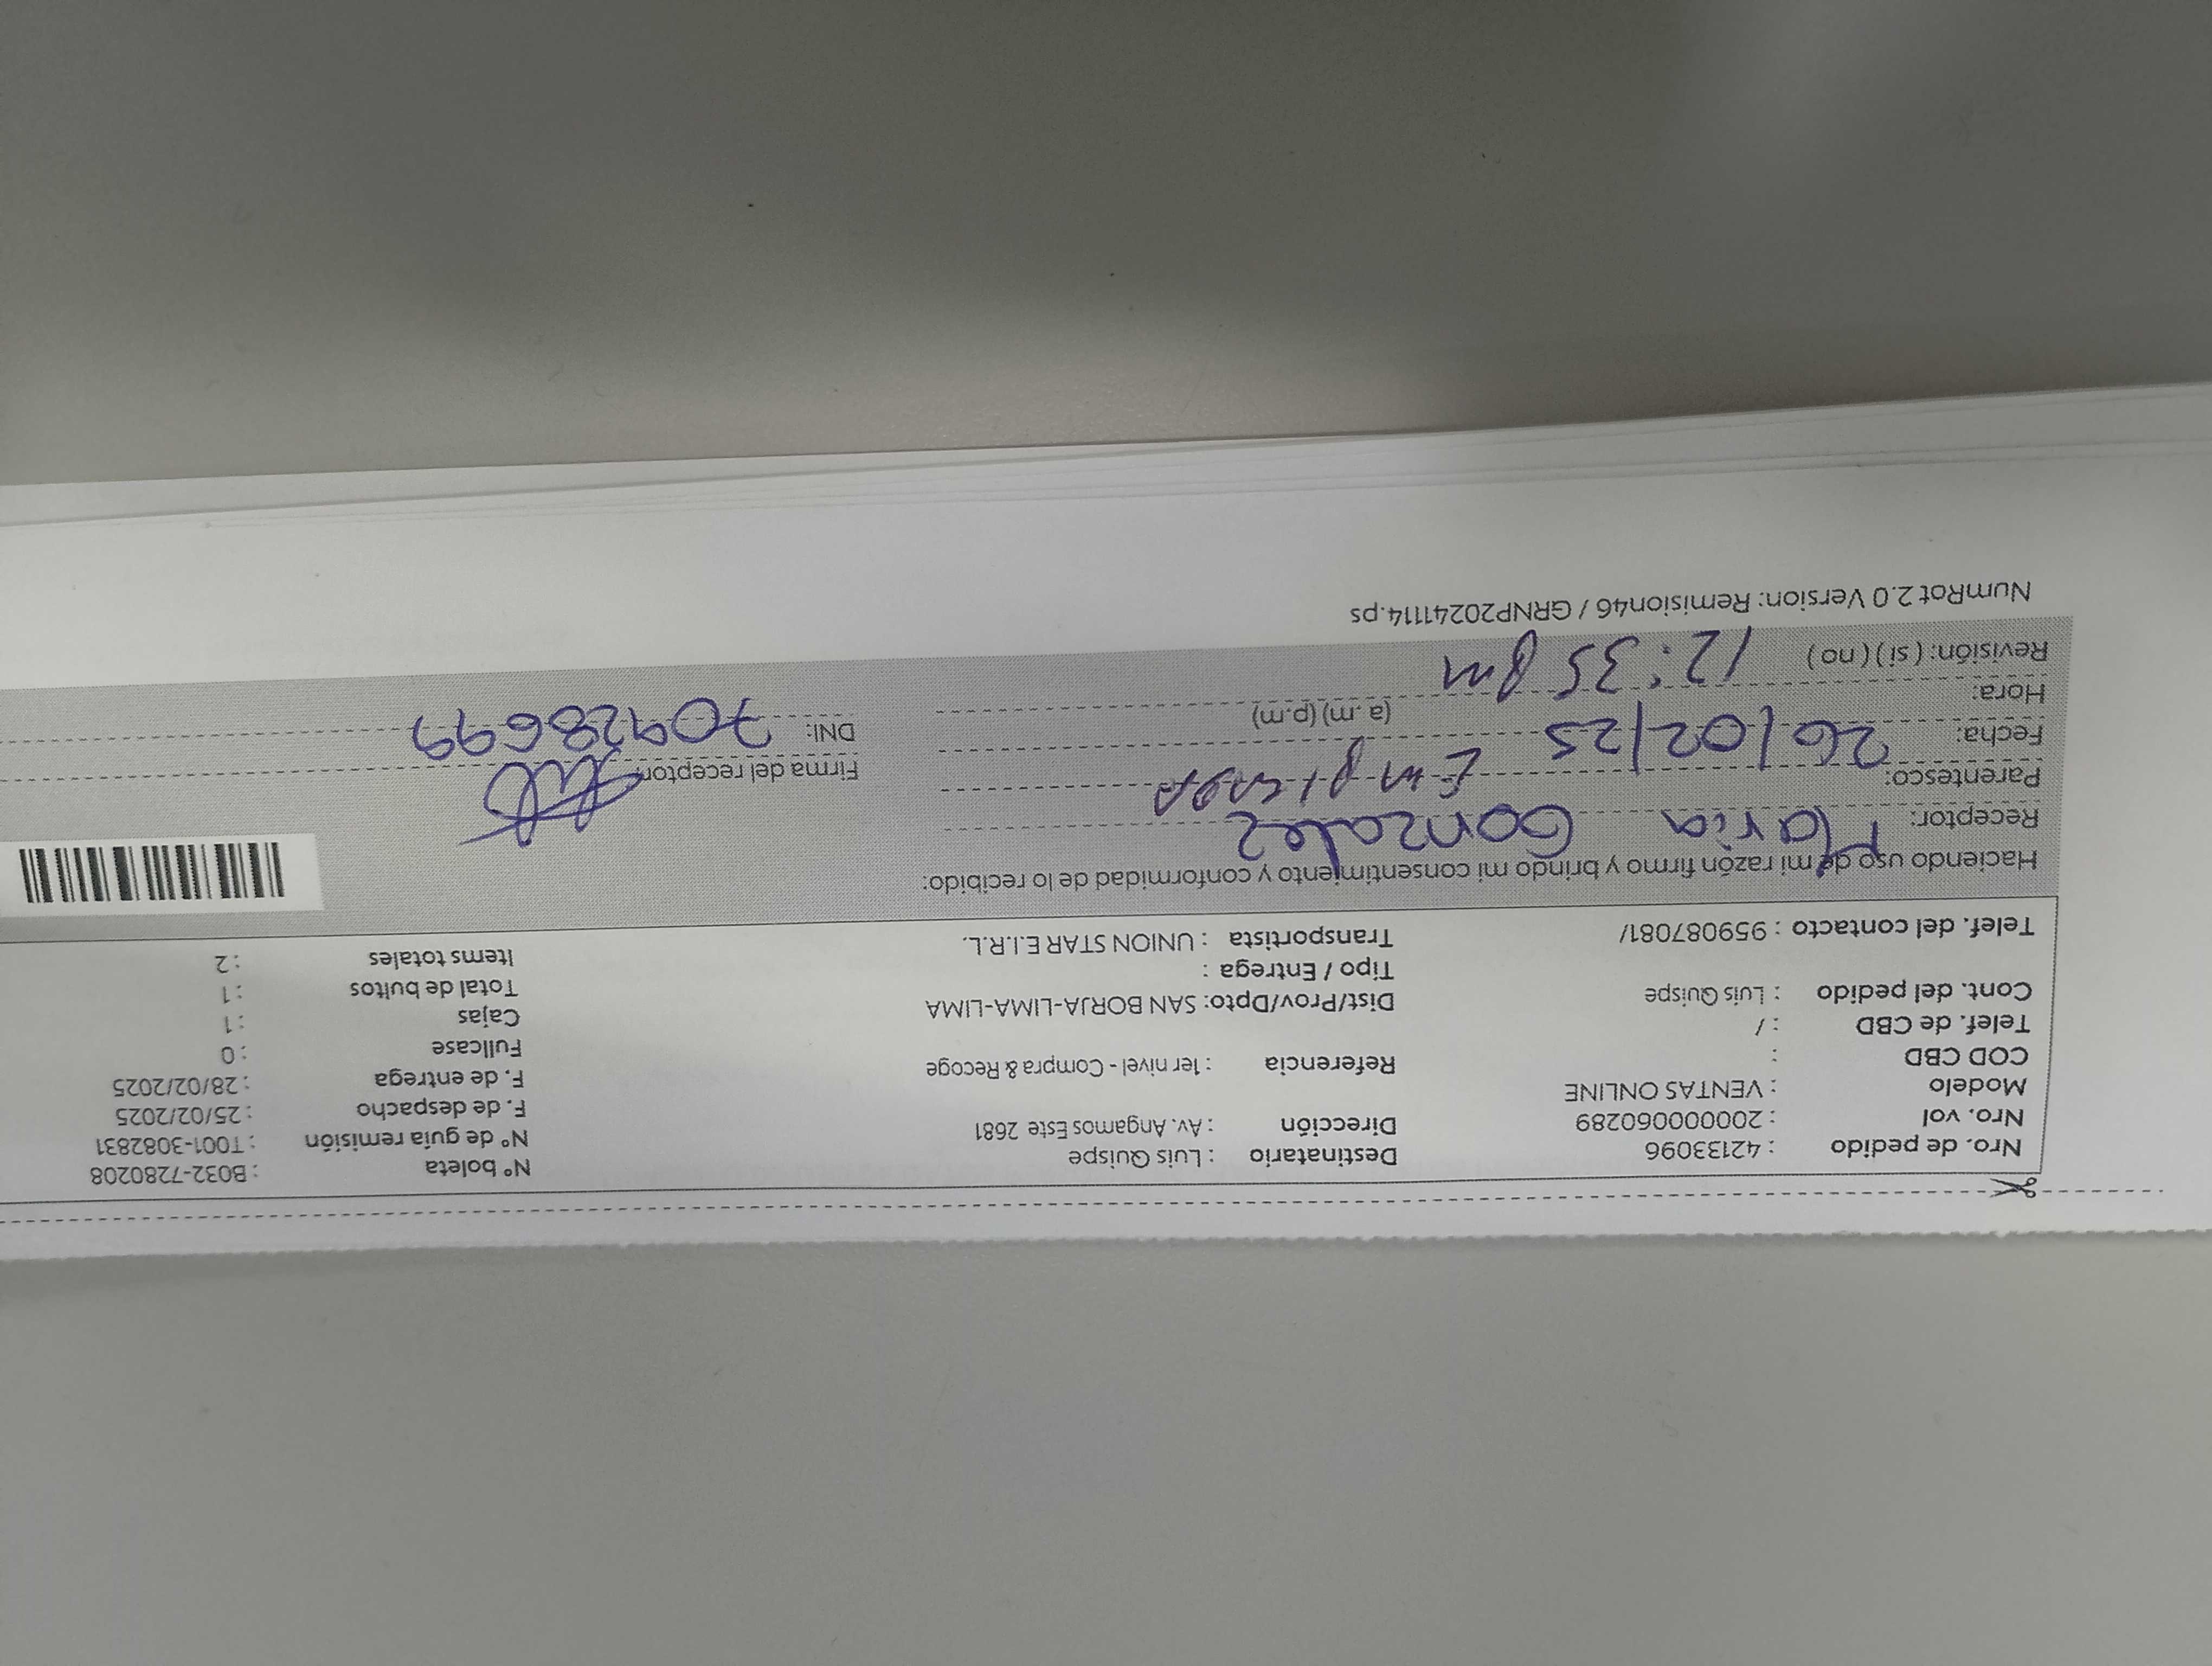 Nro. de pedido : 42133096 Destinatario : Luis Quispe Nº boleta : B032-7280208
Nro. vol : 2000000060289 Dirección : Av. Angamos Este 2681 Nº de guía remisión : T001-3082831
Modelo : VENTAS ONLINE F. de despacho : 25/02/2025
COD CBD : Referencia : 1er nivel - Compra & Recoge F. de entrega : 28/02/2025
Telef. de CBD : / Fullcase : 0
Cont. del pedido : Luis Quispe Dist/Prov/Dpto: SAN BORJA-LIMA-LIMA Cajas : 1
Tipo / Entrega : Total de bultos : 1
Telef. del contacto : 959087081/ Transportista : UNION STAR E.I.R.L. Items totales : 2
Haciendo uso de mi razón firmo y brindo mi consentimiento y conformidad de lo recibido:
Receptor: Maria Gonzalez
Parentesco: Firma del receptor:
Fecha: 26/02/25 DNI: 70928699
Hora: 12:35 pm (a.m) (p.m)
Revisión: ( si ) ( no )
NumRot 2.0 Version: Remision46 / GRNP20241114.ps